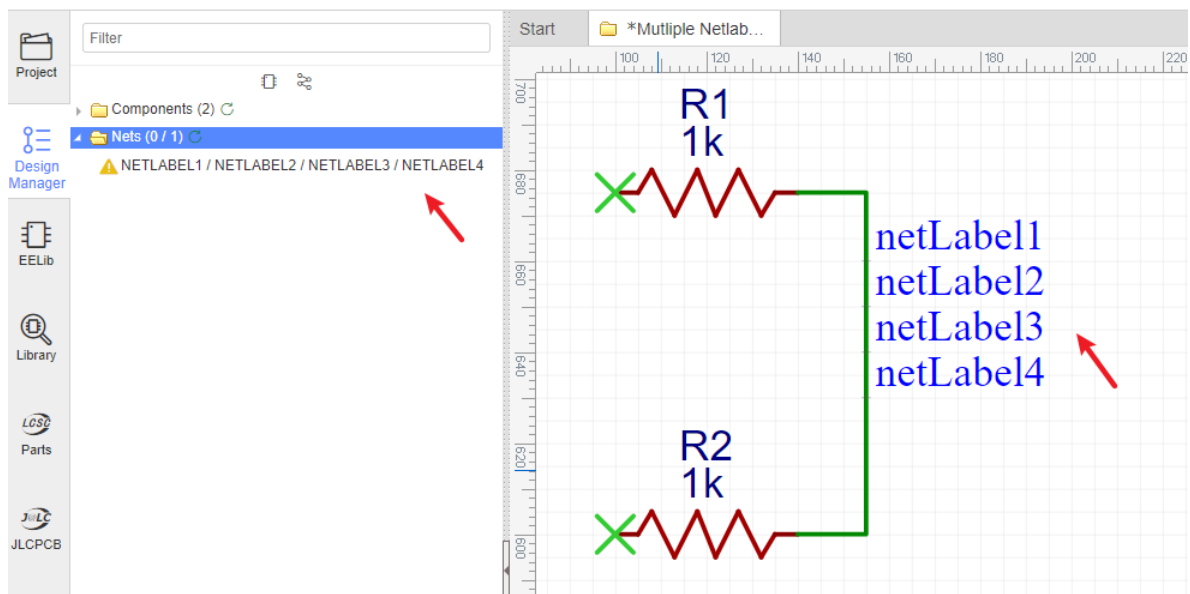 Project
Design
Manager
EELib
Library
LCSC
Parts
J@LC
JLCPCB
Filter
Components (2)
Nets (0 / 1)
NETLABEL1 / NETLABEL2 / NETLABEL3 / NETLABEL4
Start
*Mutliple Netlab...
100 120 140 160 180 200 220
700
680
660
640
620
600
R1
1k
netLabel1
netLabel2
netLabel3
netLabel4
R2
1k